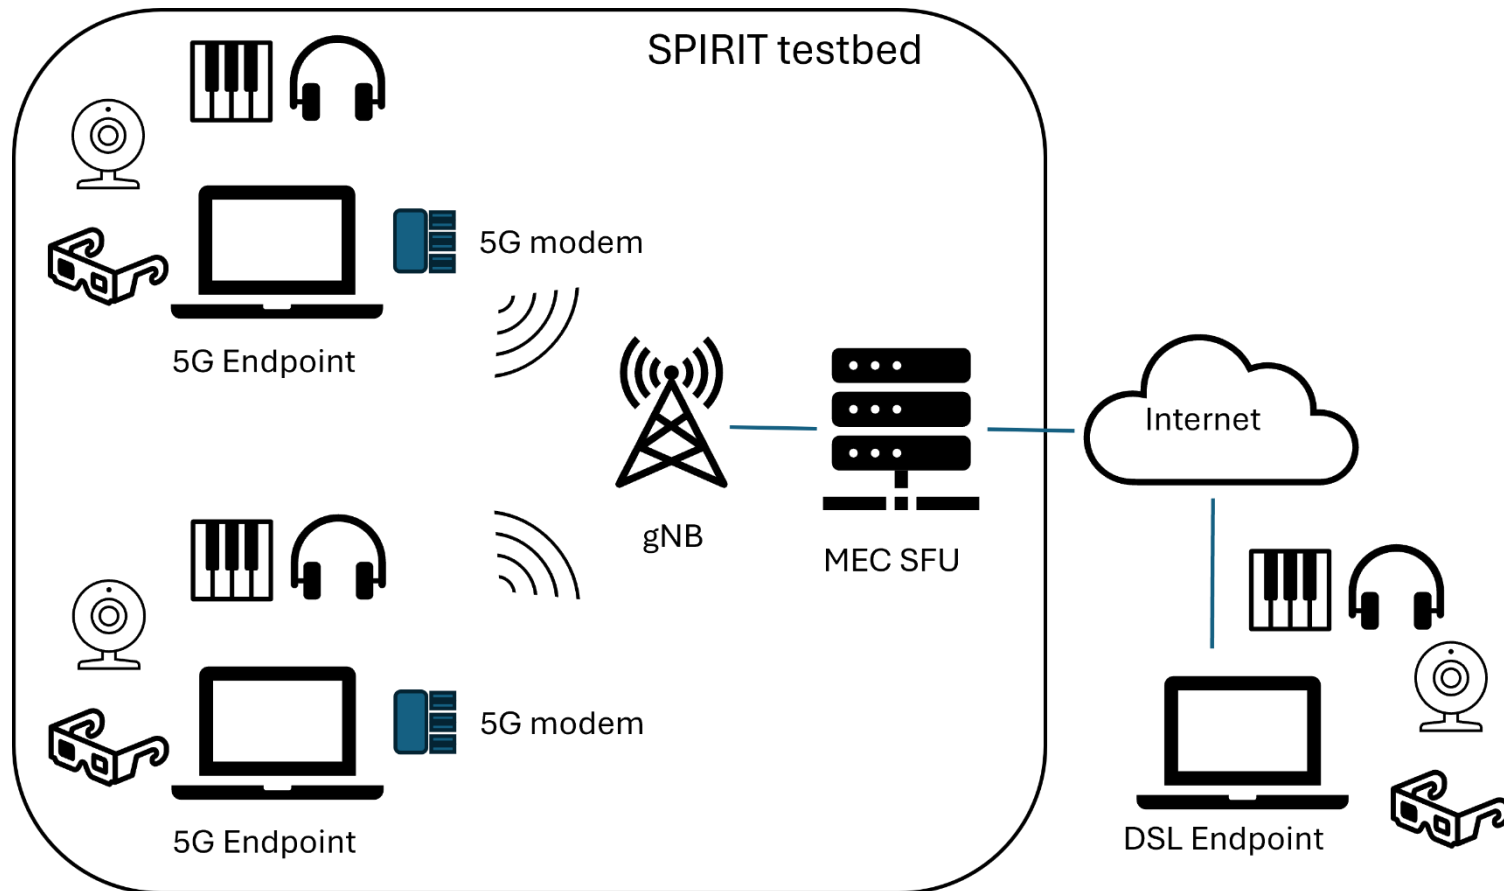 SPIRIT testbed
5G modem
5G Endpoint
Internet
gNB
MEC SFU
5G modem
5G Endpoint
DSL Endpoint